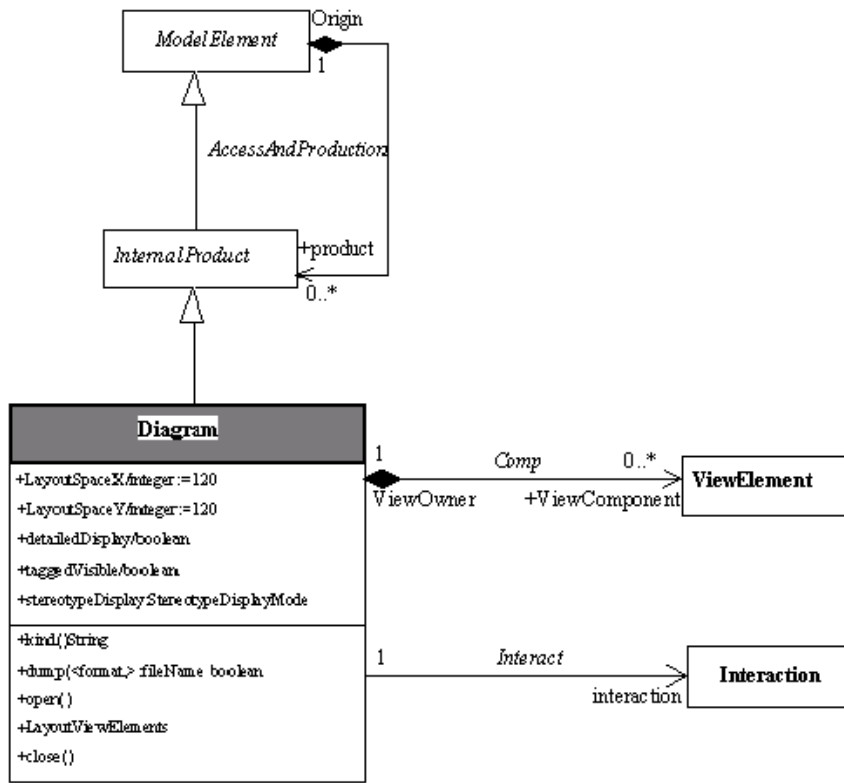 Origin
ModelElement
1
AccessAndProduction
InternalProduct
+product
0..*
Diagram
+LayoutSpaceX/integer:=120
+LayoutSpaceY/integer:=120
+detailedDisplay/boolean
+taggedVisible/boolean
+stereotypeDisplay:StereotypeDisplayMode
+kind()String
+dump(<format,> fileName boolean
+open()
+LayoutViewElements
+close()
1
Comp
0..*
ViewOwner
+ViewComponent
ViewElement
1
Interact
interaction
Interaction